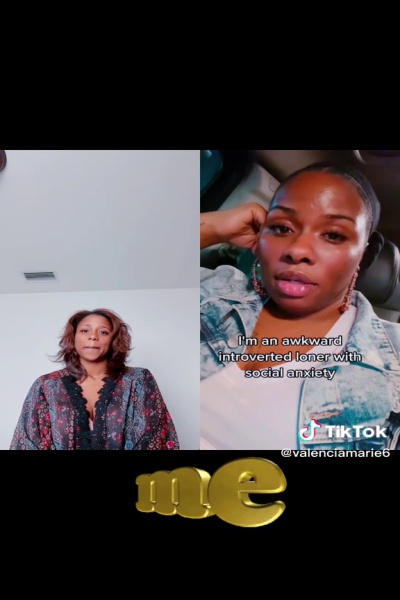 I'm an awkward
introverted loner with
social anxiety
TikTok
@valenciamarie6
me